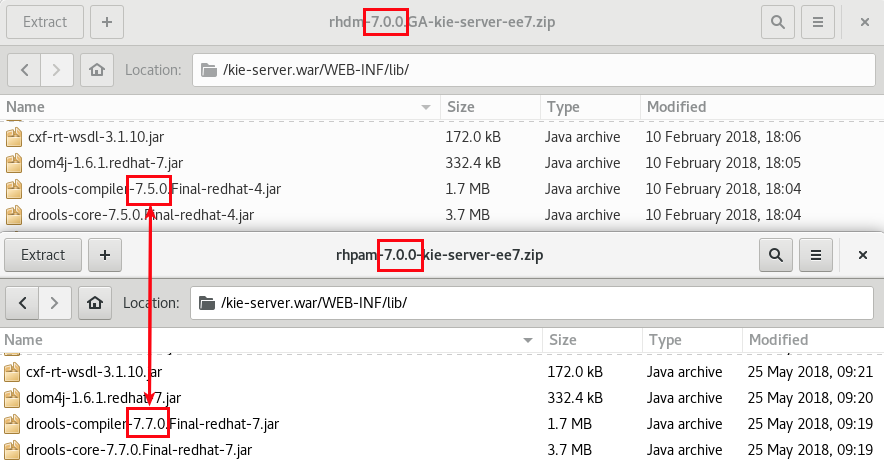 Extract + rhdm-7.0.0.GA-kie-server-ee7.zip
Location: /kie-server.war/WEB-INF/lib/
Name Size Type Modified
cxf-rt-wsdl-3.1.10.jar 172.0 kB Java archive 10 February 2018, 18:06
dom4j-1.6.1.redhat-7.jar 332.4 kB Java archive 10 February 2018, 18:05
drools-compiler-7.5.0.Final-redhat-4.jar 1.7 MB Java archive 10 February 2018, 18:04
drools-core-7.5.0.Final-redhat-4.jar 3.7 MB Java archive 10 February 2018, 18:04
Extract + rhpam-7.0.0-kie-server-ee7.zip
Location: /kie-server.war/WEB-INF/lib/
Name Size Type Modified
cxf-rt-wsdl-3.1.10.jar 172.0 kB Java archive 25 May 2018, 09:21
dom4j-1.6.1.redhat-7.jar 332.4 kB Java archive 25 May 2018, 09:20
drools-compiler-7.7.0.Final-redhat-7.jar 1.7 MB Java archive 25 May 2018, 09:19
drools-core-7.7.0.Final-redhat-7.jar 3.7 MB Java archive 25 May 2018, 09:19